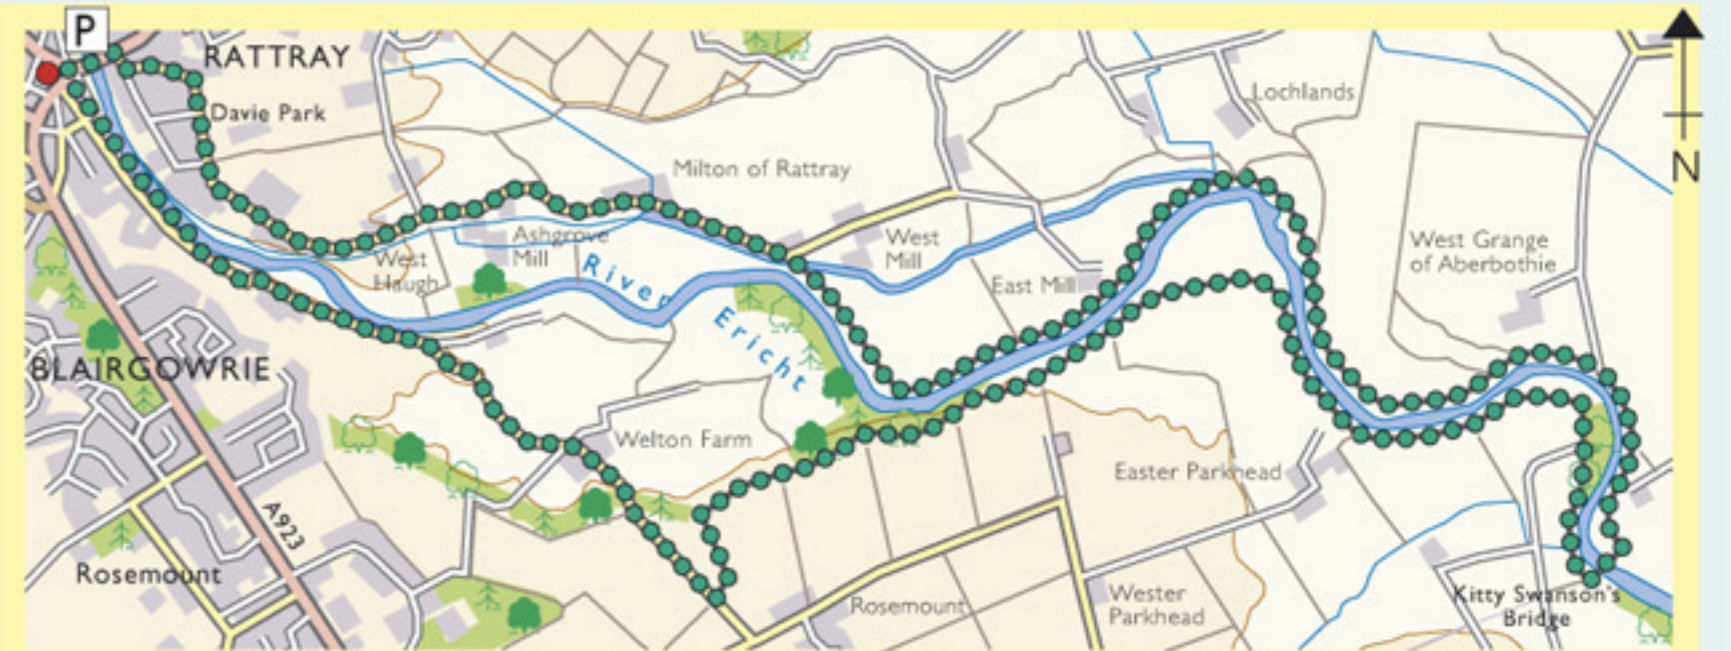 P
RATTRAY
Davie Park
Lochlands
Milton of Rattray
N
Ashgrove
Mill
West
Haugh
West
Mill
West Grange
of Aberbothie
River
Ericht
East Mill
BLAIRGOWRIE
Welton Farm
Easter Parkhead
A923
Rosemount
Rosemount
Wester
Parkhead
Kitty Swanson's
Bridge